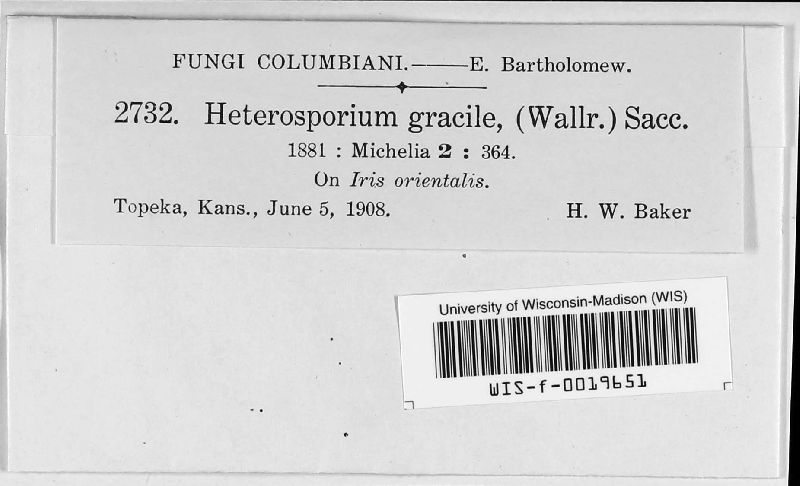 FUNGI COLUMBIANI.——E. Bartholomew.
2732. Heterosporium gracile, (Wallr.) Sacc.
1881 : Michelia 2 : 364.
On Iris orientalis.
Topeka, Kans., June 5, 1908. H. W. Baker
University of Wisconsin-Madison (WIS)
WIS-f-0019651